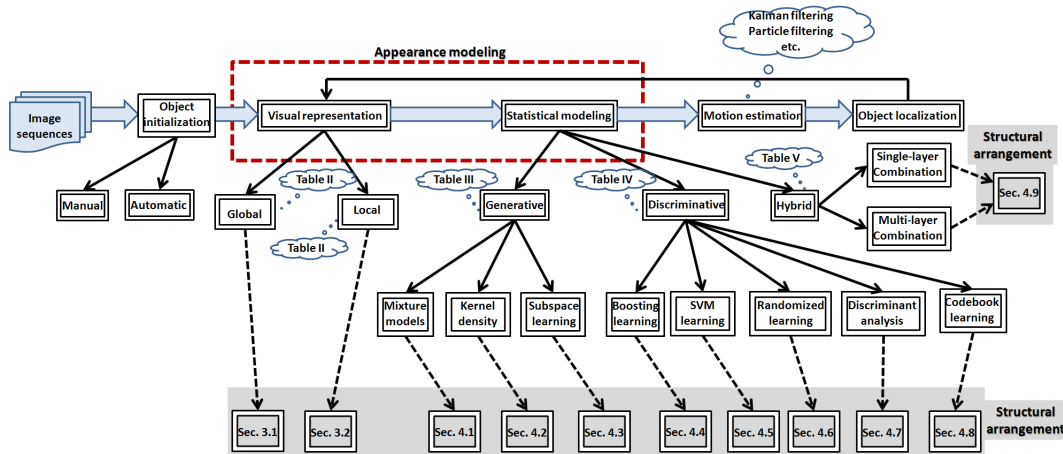 Kalman filtering
Particle filtering
etc.
Appearance modeling
Image
sequences
Object
initialization
Visual representation
Statistical modeling
Motion estimation
Object localization
Structural
arrangement
Manual
Automatic
Global
Table II
Local
Table II
Table III
Generative
Table IV
Discriminative
Table V
Hybrid
Single-layer
Combination
Multi-layer
Combination
Sec. 4.9
Mixture
models
Kernel
density
Subspace
learning
Boosting
learning
SVM
learning
Randomized
learning
Discriminant
analysis
Codebook
learning
Sec. 3.1
Sec. 3.2
Sec. 4.1
Sec. 4.2
Sec. 4.3
Sec. 4.4
Sec. 4.5
Sec. 4.6
Sec. 4.7
Sec. 4.8
Structural
arrangement